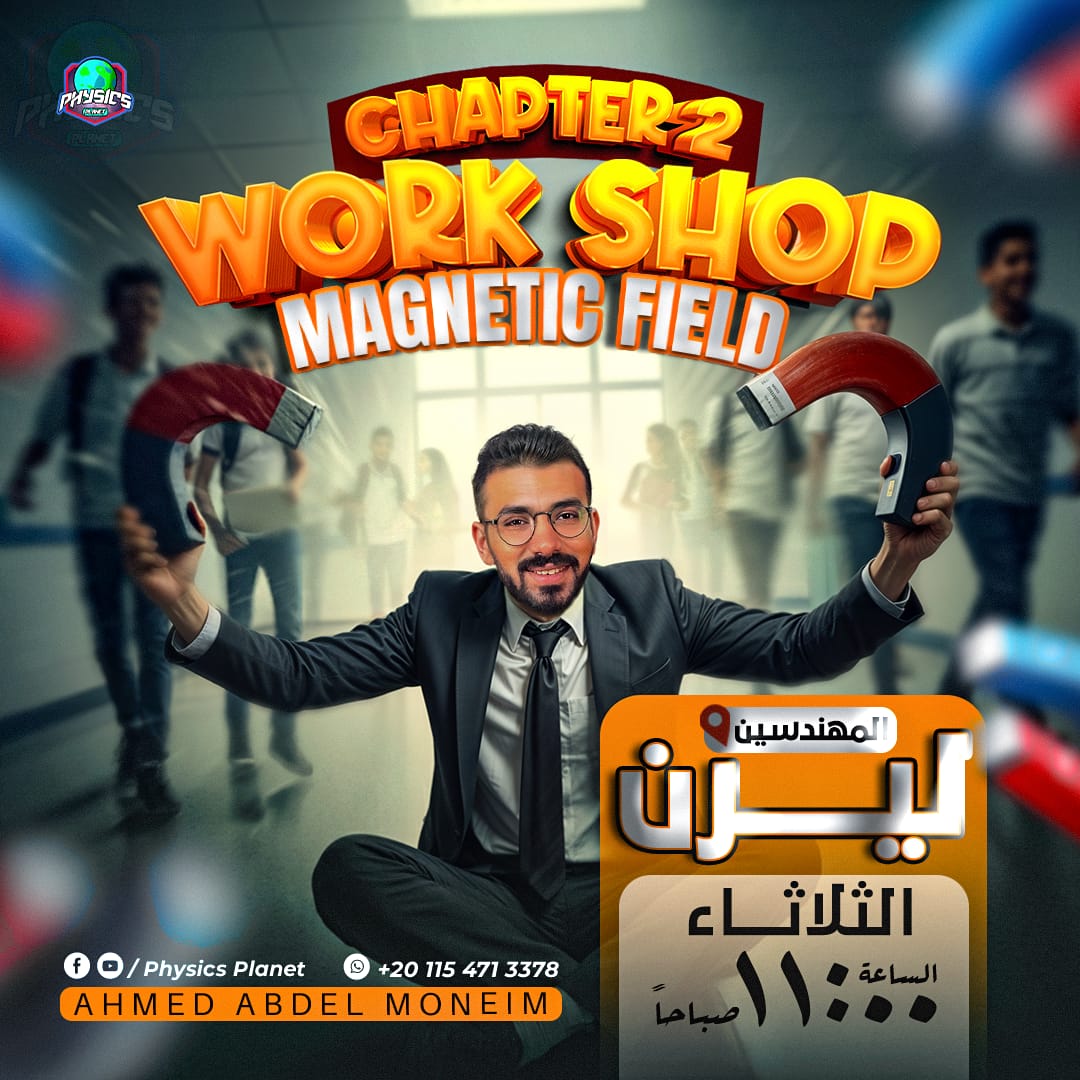 PHYSICS
PLANET
CHAPTER 2
WORK SHOP
MAGNETIC FIELD
المهندسين
ليرن
الثلاثاء
الساعة ١١:٠٠ صباحاً
/ Physics Planet
+20 115 471 3378
AHMED ABDEL MONEIM